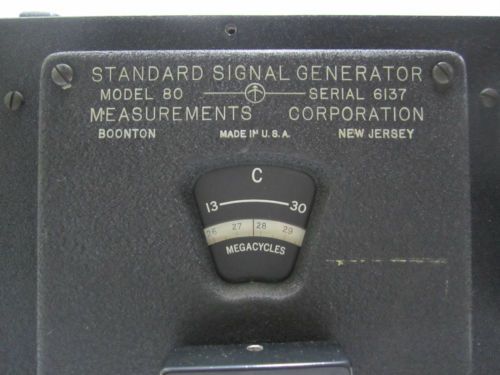 STANDARD SIGNAL GENERATOR
MODEL 80 SERIAL 6137
MEASUREMENTS CORPORATION
BOONTON MADE IN U.S.A. NEW JERSEY
C
13 30
26 27 28 29
MEGACYCLES